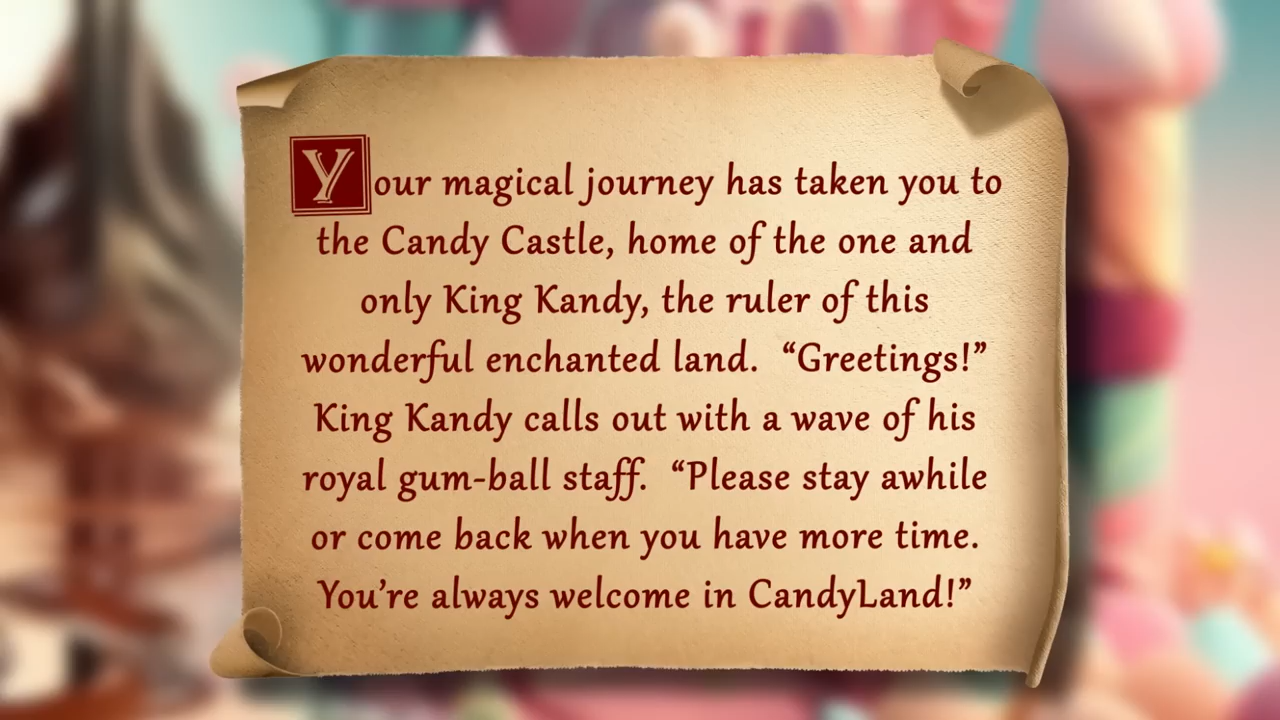 Your magical journey has taken you to
the Candy Castle, home of the one and
only King Kandy, the ruler of this
wonderful enchanted land.  “Greetings!”
King Kandy calls out with a wave of his
royal gum-ball staff.  “Please stay awhile
or come back when you have more time.
You’re always welcome in CandyLand!”